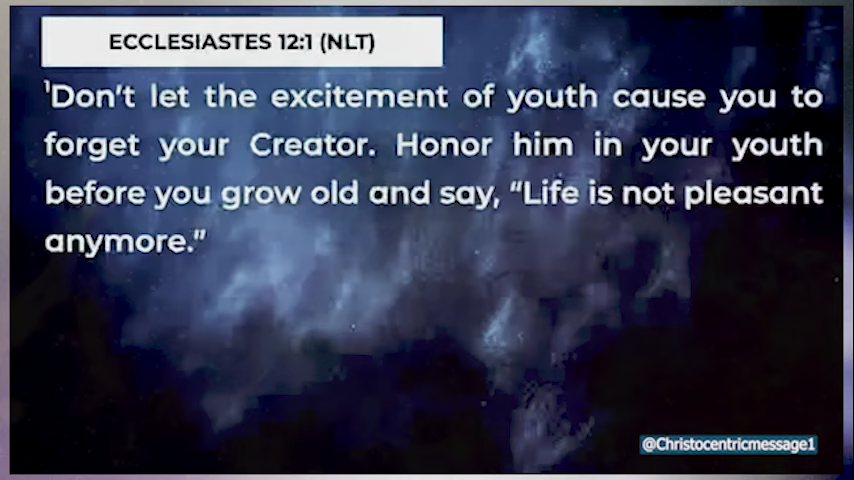 ECCLESIASTES 12:1 (NLT)
¹Don't let the excitement of youth cause you to
forget your Creator. Honor him in your youth
before you grow old and say, “Life is not pleasant
anymore.”
@Christocentricmessage1